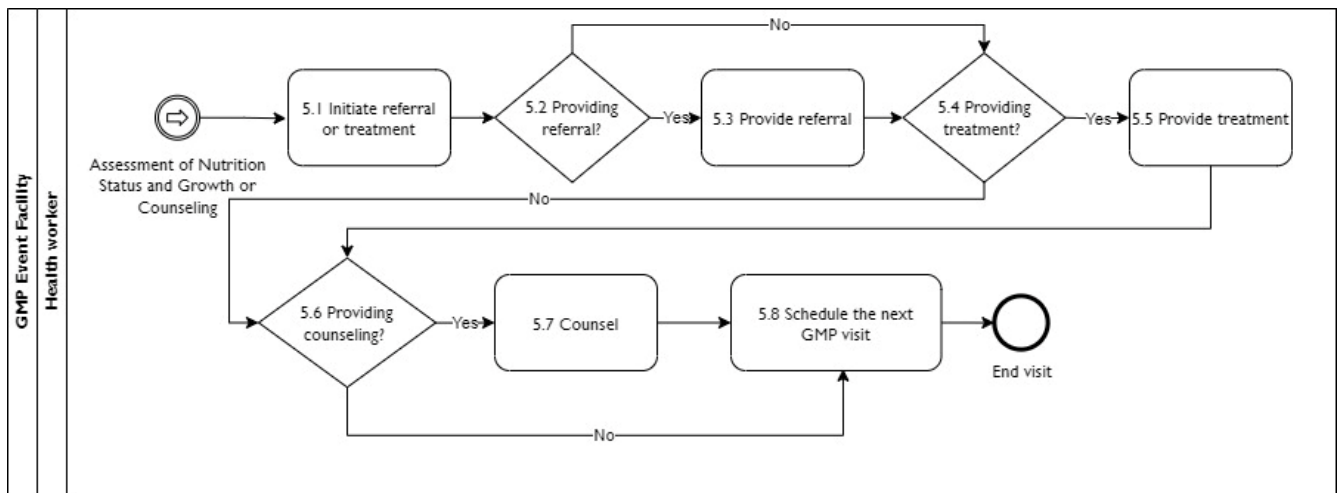 GMP Event Facility
Health worker
No
5.1 Initiate referral
or treatment
5.2 Providing
referral?
Yes
5.3 Provide referral
5.4 Providing
treatment?
Yes
5.5 Provide treatment
Assessment of Nutrition
Status and Growth or
Counseling
No
5.6 Providing
counseling?
Yes
5.7 Counsel
5.8 Schedule the next
GMP visit
End visit
No